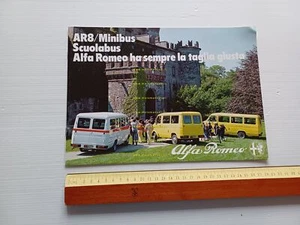 AR8/Minibus
Scuolabus
Alfa Romeo ha sempre la taglia giusta
Alfa-Romeo